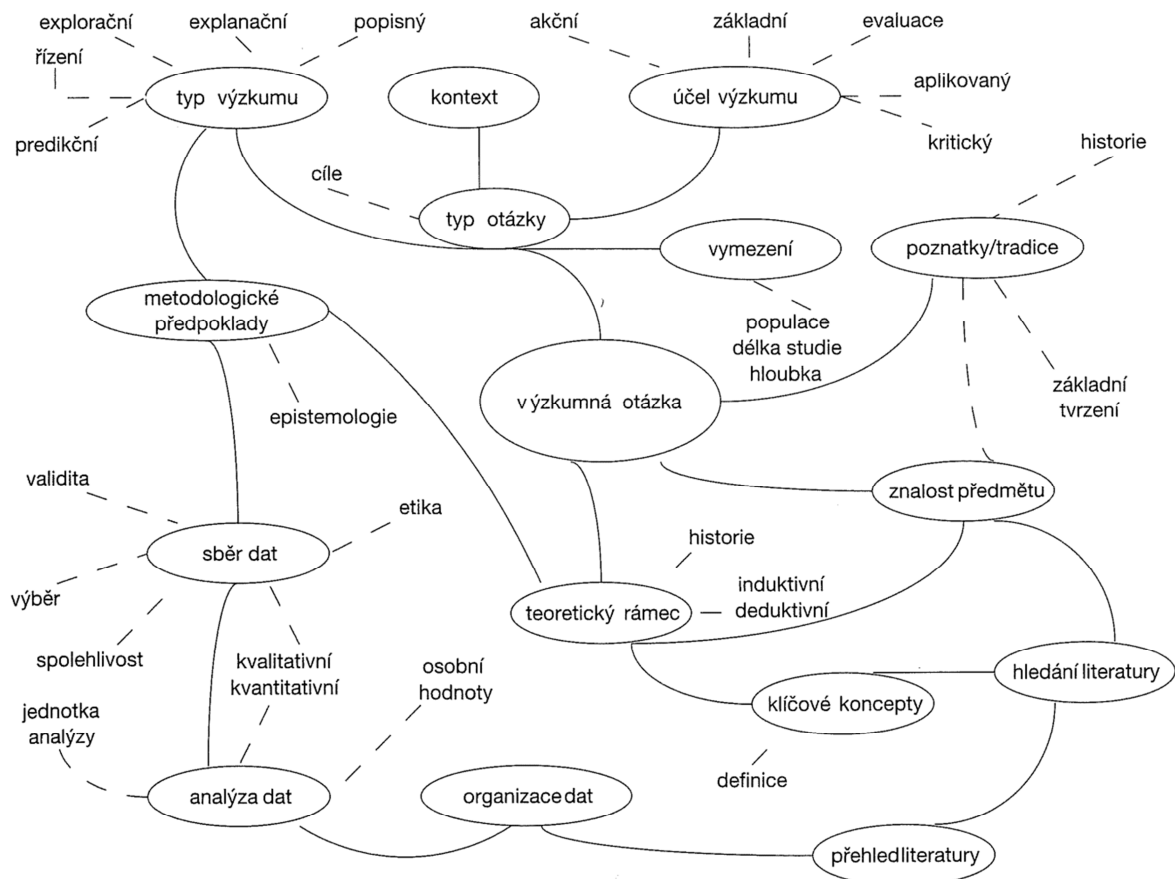 explorační
explanační
popisný
akční
základní
evaluace
řízení
typ výzkumu
kontext
účel výzkumu
aplikovaný
predikční
kritický
historie
cíle
typ otázky
vymezení
poznatky/tradice
metodologické
předpoklady
populace
délka studie
hloubka
výzkumná otázka
základní
tvrzení
epistemologie
validita
etika
znalost předmětu
sběr dat
historie
výběr
induktivní
deduktivní
teoretický rámec
spolehlivost
kvalitativní
kvantitativní
osobní
hodnoty
hledání literatury
jednotka
analýzy
klíčové koncepty
definice
analýza dat
organizace dat
přehled literatury